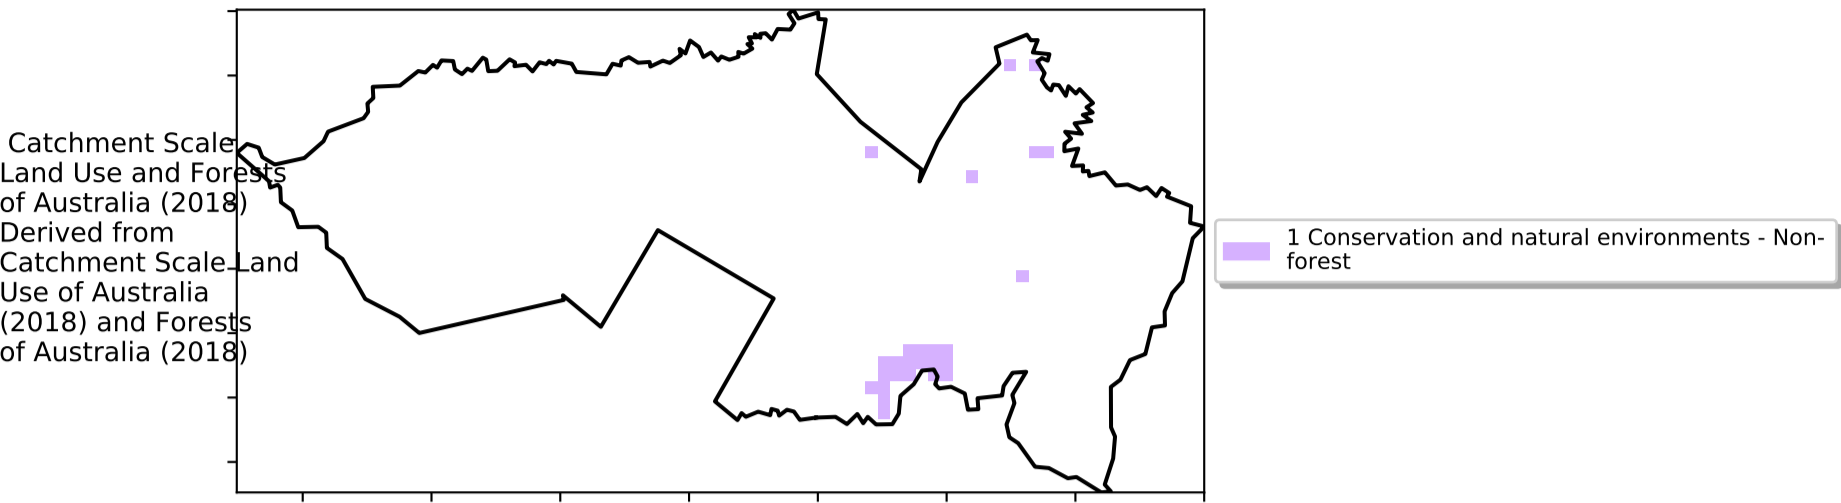 Catchment Scale
Land Use and Forests
of Australia (2018)
Derived from
Catchment Scale Land
Use of Australia
(2018) and Forests
of Australia (2018)
1 Conservation and natural environments - Non-
forest